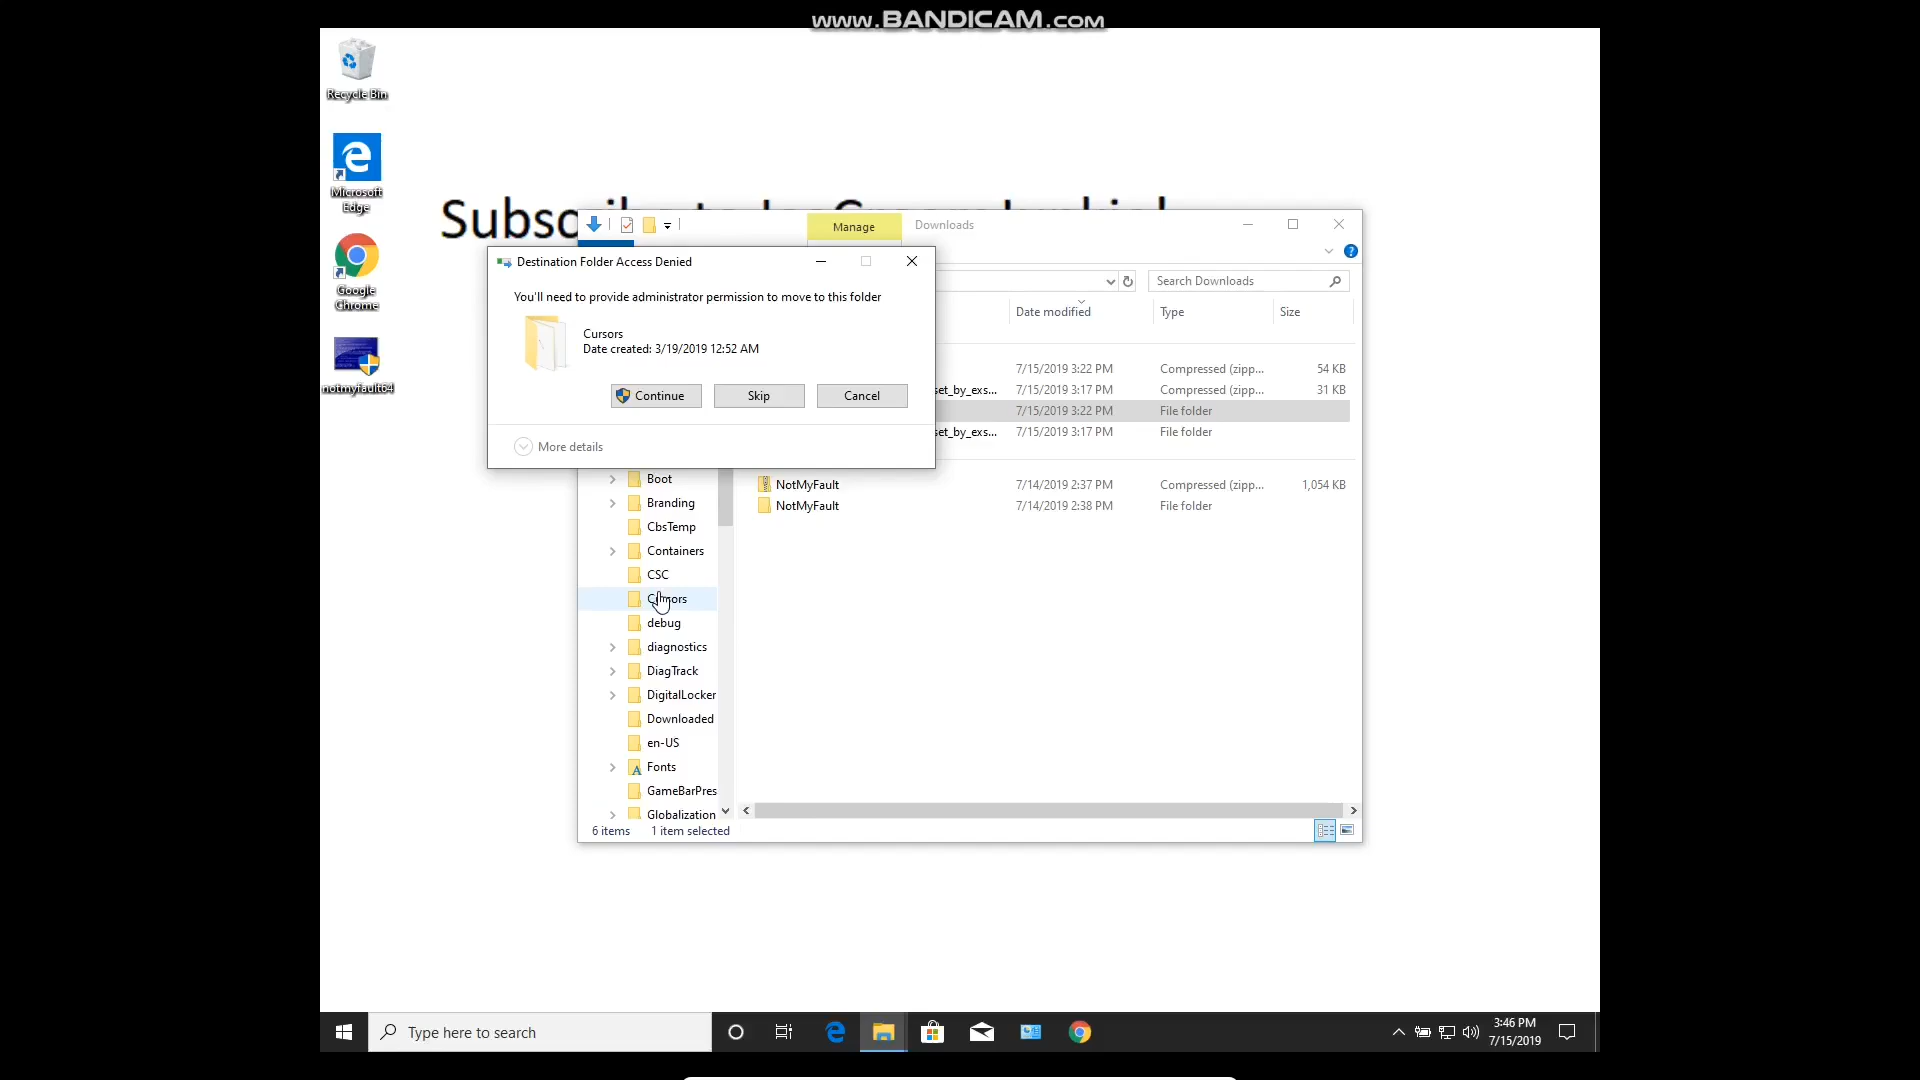 www.BANDICAM.com
Recycle Bin
Microsoft
Edge
Google
Chrome
notmyfault64
Manage
Downloads
Search Downloads
Destination Folder Access Denied
You'll need to provide administrator permission to move to this folder
Cursors
Date created: 3/19/2019 12:52 AM
Continue
Skip
Cancel
More details
Date modified Type Size
7/15/2019 3:22 PM Compressed (zipp... 54 KB
set_by_exs... 7/15/2019 3:17 PM Compressed (zipp... 31 KB
7/15/2019 3:22 PM File folder
set_by_exs... 7/15/2019 3:17 PM File folder
NotMyFault 7/14/2019 2:37 PM Compressed (zipp... 1,054 KB
NotMyFault 7/14/2019 2:38 PM File folder
Boot
Branding
CbsTemp
Containers
CSC
Cursors
debug
diagnostics
DiagTrack
DigitalLocker
Downloaded
en-US
Fonts
GameBarPres
Globalization
6 items 1 item selected
Type here to search
3:46 PM
7/15/2019